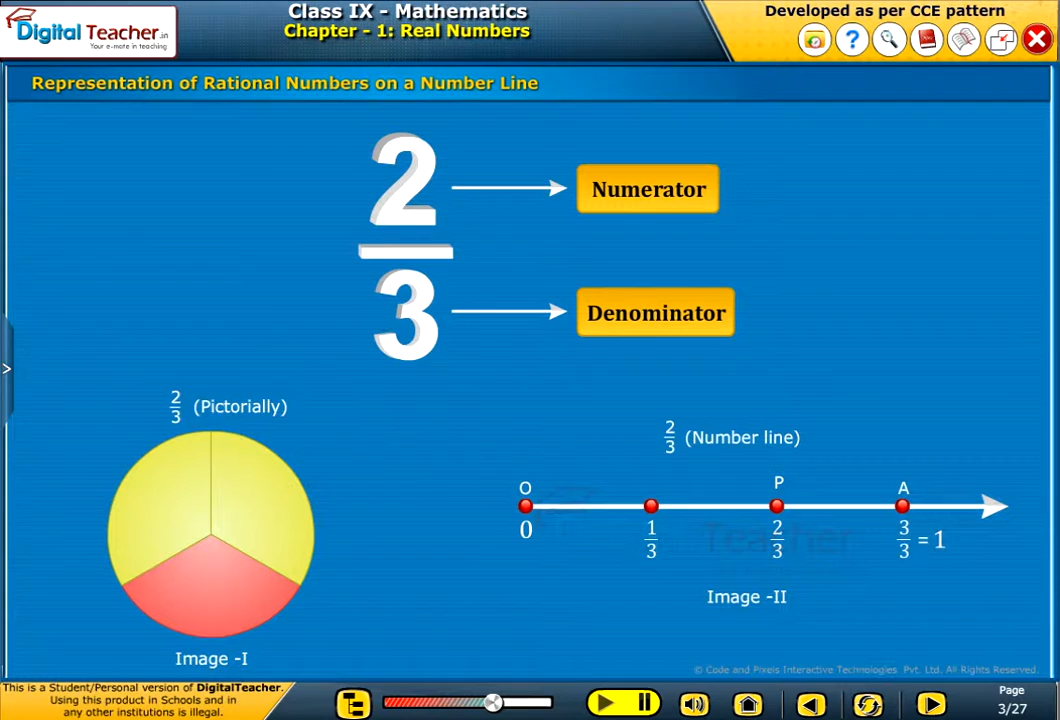 Digital Teacher.in
Your e-mate in teaching
Class IX - Mathematics
Chapter - 1: Real Numbers
Developed as per CCE pattern
?
Representation of Rational Numbers on a Number Line
2
Numerator
3
Denominator
>
2/3 (Pictorially)
Image -I
2/3 (Number line)
O P A
0 1/3 2/3 3/3 = 1
Teacher
Image -II
© Code and Pixels Interactive Technologies Pvt. Ltd. All Rights Reserved.
This is a Student/Personal version of DigitalTeacher.
Using this product in Schools and in
any other institutions is illegal.
Page
3/27